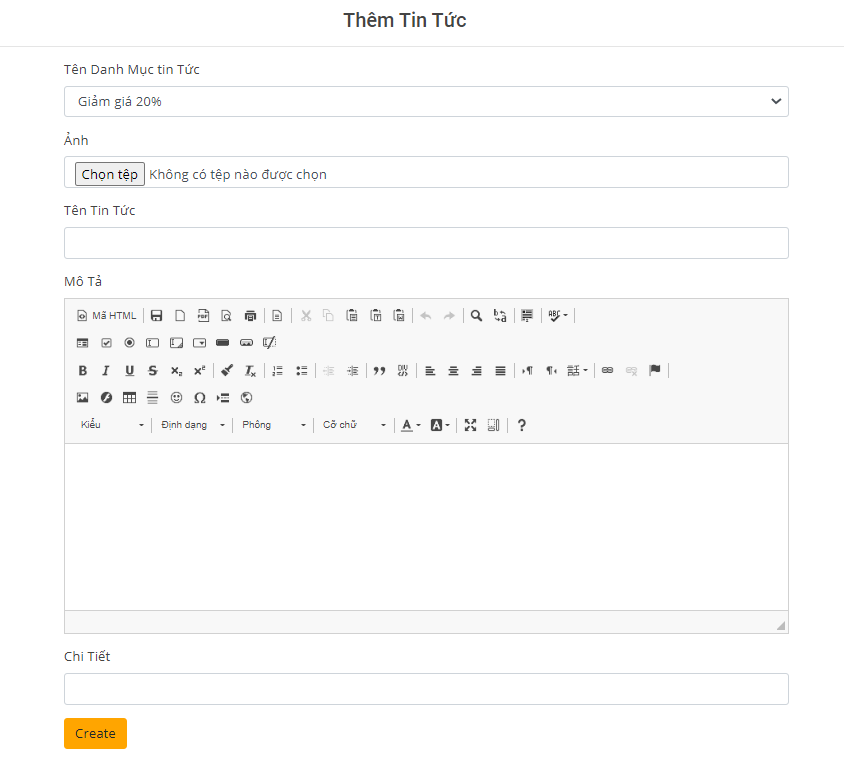 Thêm Tin Tức
Tên Danh Mục tin Tức
Giảm giá 20%
Ảnh
Chọn tệp Không có tệp nào được chọn
Tên Tin Tức
Mô Tả
Mã HTML
Kiểu Định dạng Phông Cỡ chữ
Chi Tiết
Create